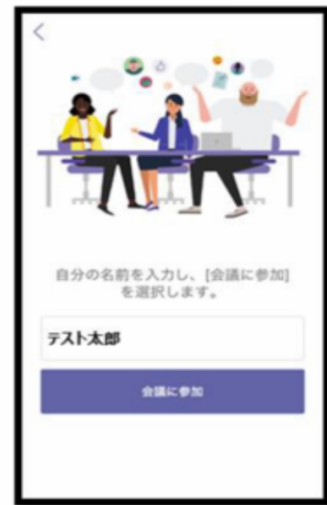 自分の名前を入力し、[会議に参加]
を選択します。
テスト太郎
会議に参加